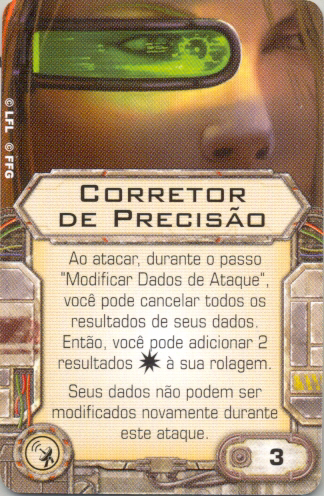 © LFL © FFG
CORRETOR
DE PRECISÃO
Ao atacar, durante o passo
"Modificar Dados de Ataque",
você pode cancelar todos os
resultados de seus dados.
Então, você pode adicionar 2
resultados à sua rolagem.
Seus dados não podem ser
modificados novamente durante
este ataque.
3